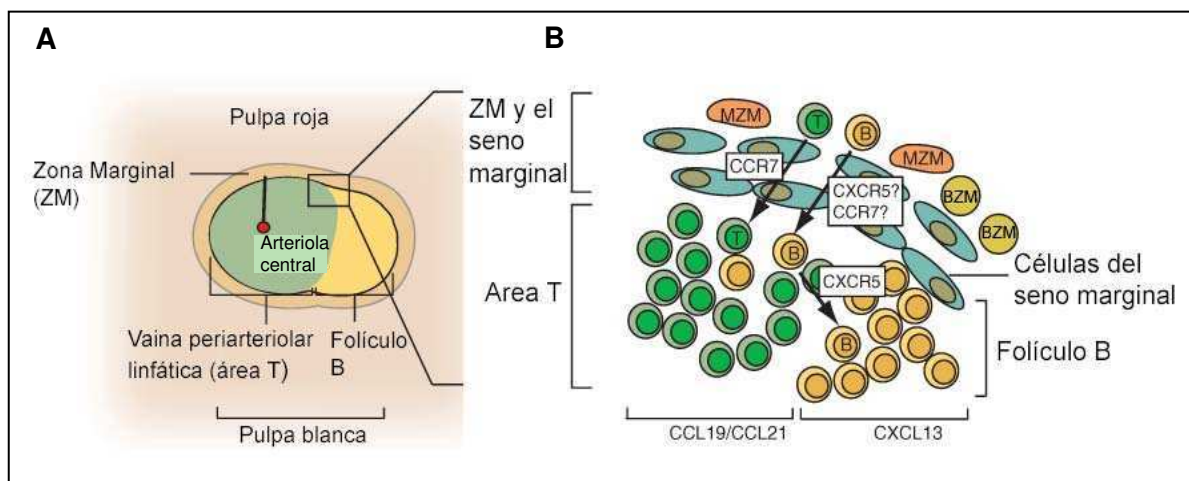 A
Pulpa roja
Zona Marginal
(ZM)
Arteriola
central
Vaina periarteriolar
linfática (área T)
Folículo
B
Pulpa blanca
ZM y el
seno
marginal
Area T
B
MZM
T
B
MZM
CCR7
CXCR5?
CCR7?
BZM
BZM
T
B
CXCR5
B
Células del
seno marginal
Folículo B
CCL19/CCL21
CXCL13